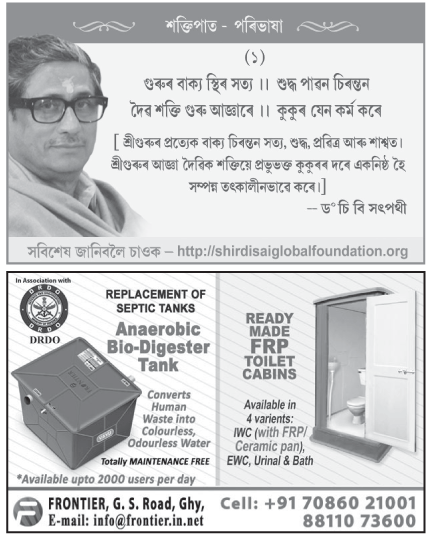 শক্তিপাত - পৰিভাষা
(১)
গুৰুৰ বাক্য স্থিৰ সত্য ।। শুদ্ধ পাৱন চিৰন্তন
দৈৱ শক্তি গুৰু আজ্ঞাৰে ।। কুকুৰ যেন কৰ্ম কৰে
[ শ্ৰীগুৰুৰ প্ৰত্যেক বাক্য চিৰন্তন সত্য, শুদ্ধ, প্ৰৱিত্ৰ আৰু শাশ্বত।
শ্ৰীগুৰুৰ আজ্ঞা দৈৱিক শক্তিয়ে প্ৰভুভক্ত কুকুৰৰ দৰে একনিষ্ঠ হৈ
সম্পন্ন তৎকালীনভাৱে কৰে।]
– ড° চি বি সৎপথী
সবিশেষ জানিবলৈ চাওক – http://shirdisaiglobalfoundation.org
In Association with
DRDO
DRDO
DRDO
REPLACEMENT OF
SEPTIC TANKS
Anaerobic
Bio-Digester
Tank
Converts
Human
Waste into
Colourless,
Odourless Water
Totally MAINTENANCE FREE
*Available upto 2000 users per day
READY
MADE
FRP
TOILET
CABINS
Available in
4 varients:
IWC (with FRP/
Ceramic pan),
EWC, Urinal & Bath
FRONTIER, G. S. Road, Ghy,
E-mail: info@frontier.in.net
Cell: +91 70860 21001
88110 73600